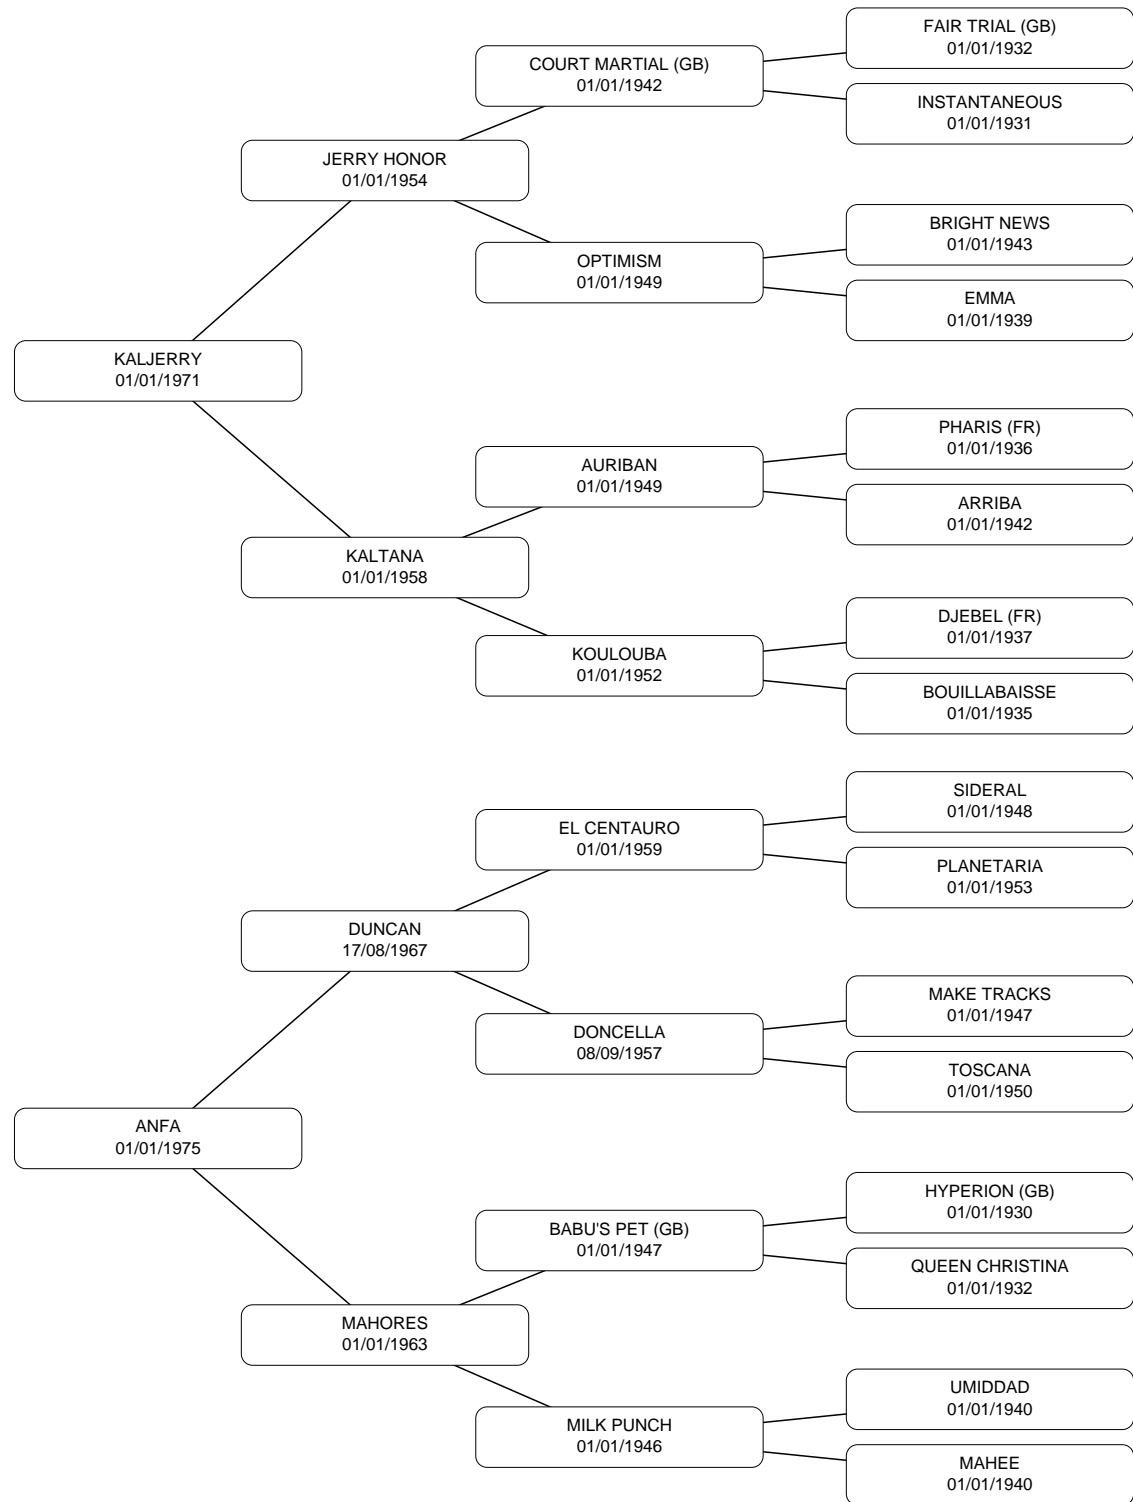 FAIR TRIAL (GB)
01/01/1932
COURT MARTIAL (GB)
01/01/1942
INSTANTANEOUS
01/01/1931
JERRY HONOR
01/01/1954
BRIGHT NEWS
01/01/1943
OPTIMISM
01/01/1949
EMMA
01/01/1939
KALJERRY
01/01/1971
PHARIS (FR)
01/01/1936
AURIBAN
01/01/1949
ARRIBA
01/01/1942
KALTANA
01/01/1958
DJEBEL (FR)
01/01/1937
KOULOUBA
01/01/1952
BOUILLABAISSE
01/01/1935
SIDERAL
01/01/1948
EL CENTAURO
01/01/1959
PLANETARIA
01/01/1953
DUNCAN
17/08/1967
MAKE TRACKS
01/01/1947
DONCELLA
08/09/1957
TOSCANA
01/01/1950
ANFA
01/01/1975
HYPERION (GB)
01/01/1930
BABU'S PET (GB)
01/01/1947
QUEEN CHRISTINA
01/01/1932
MAHORES
01/01/1963
UMIDDAD
01/01/1940
MILK PUNCH
01/01/1946
MAHEE
01/01/1940